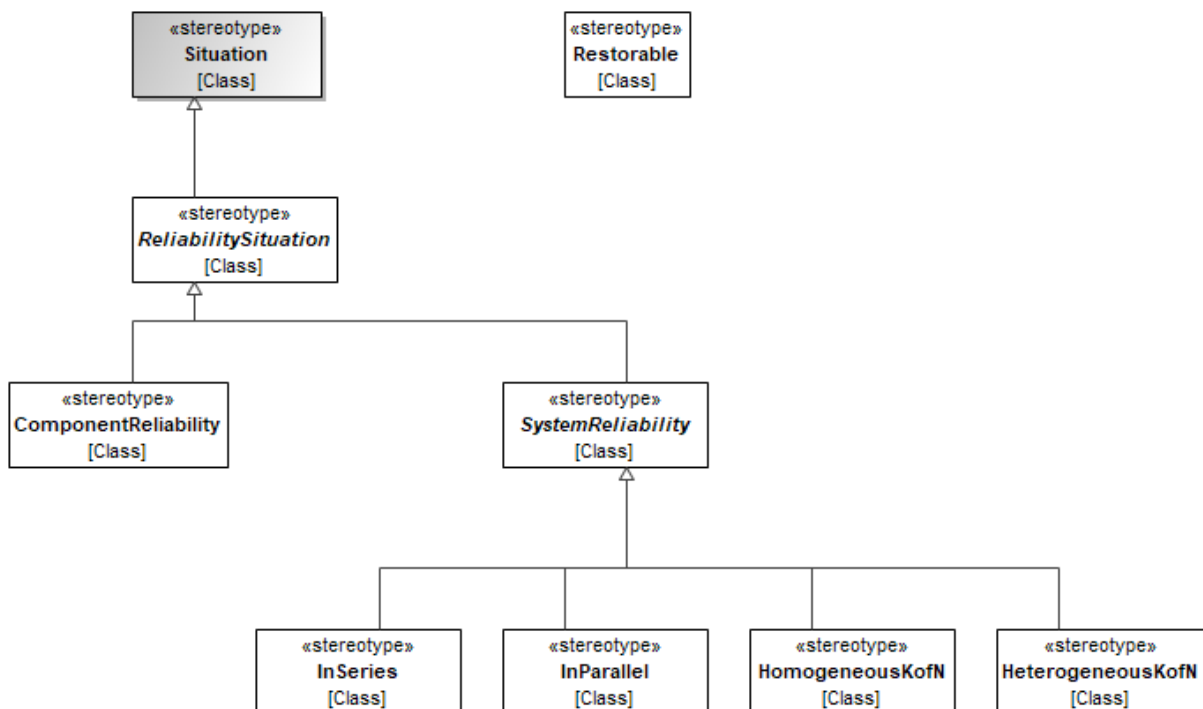 «stereotype»
Situation
[Class]
«stereotype»
Restorable
[Class]
«stereotype»
ReliabilitySituation
[Class]
«stereotype»
ComponentReliability
[Class]
«stereotype»
SystemReliability
[Class]
«stereotype»
InSeries
[Class]
«stereotype»
InParallel
[Class]
«stereotype»
HomogeneousKofN
[Class]
«stereotype»
HeterogeneousKofN
[Class]